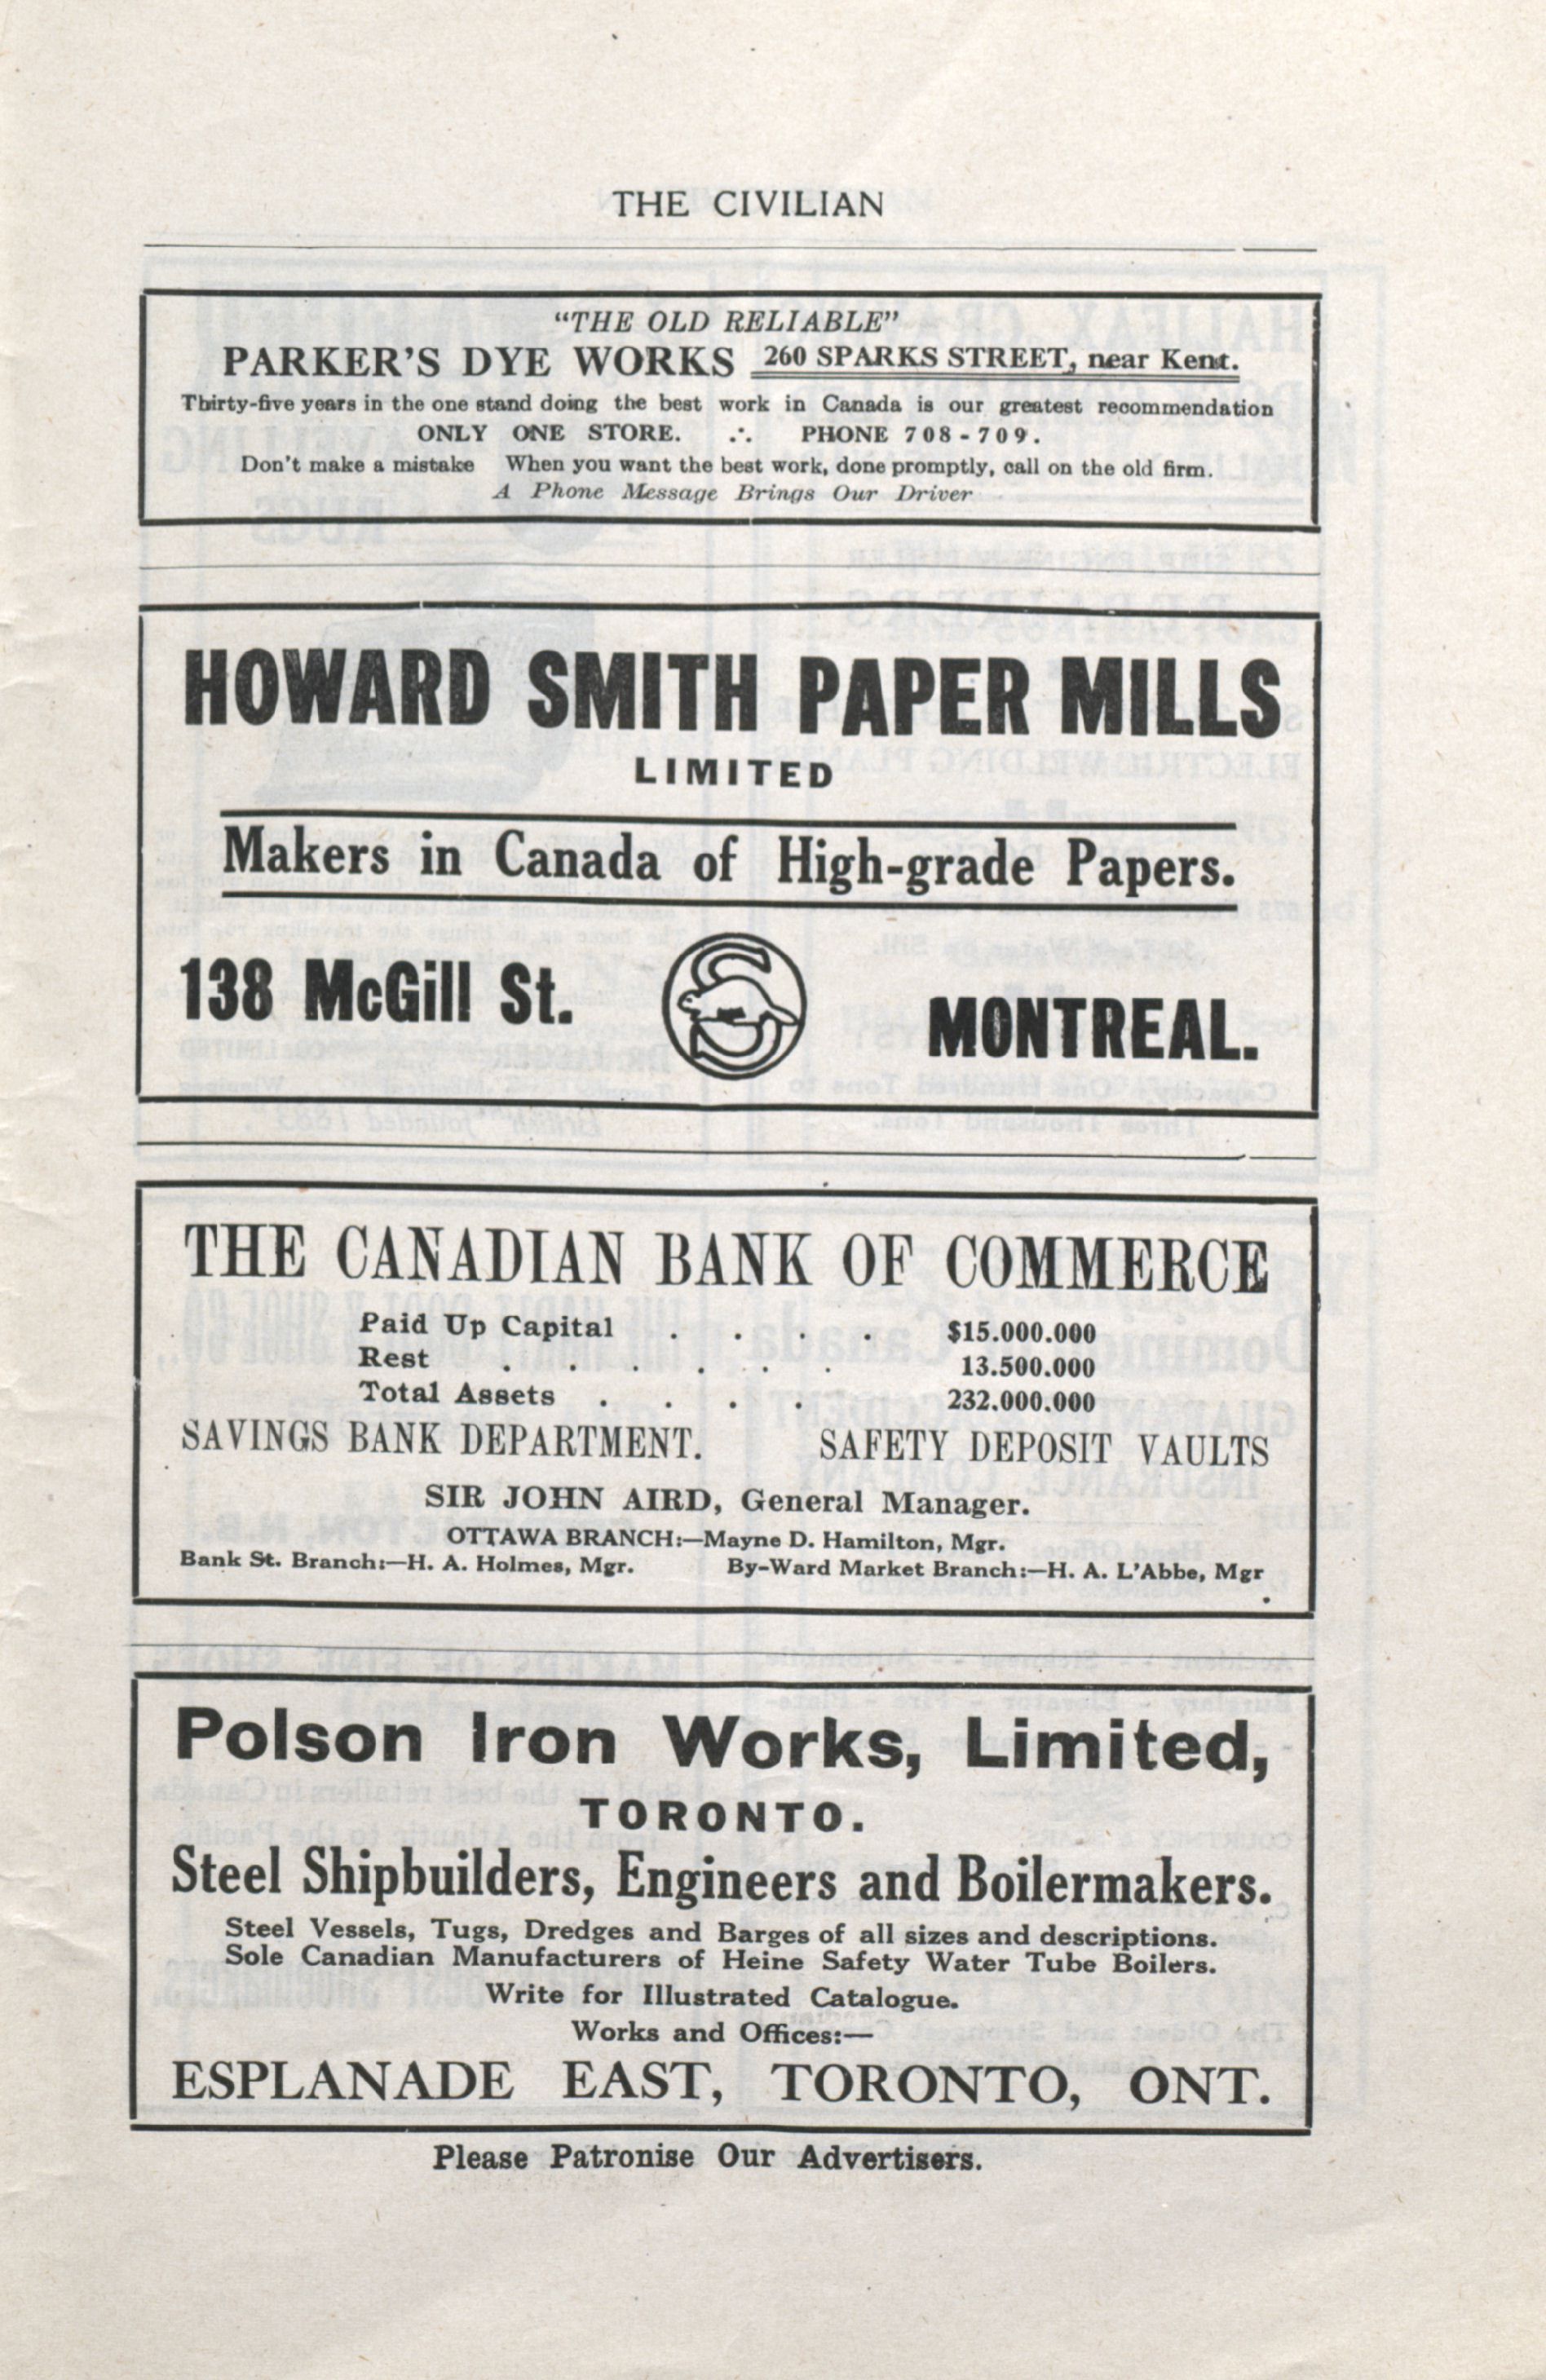 THE CIVILIAN
“THE OLD RELIABLE”
PARKER'S DYE WORKS 260 SPARKS STREET, near Kent.
Thirty-five years in the one stand doing the best work in Canada is our greatest recommendation
ONLY ONE STORE. ∴ PHONE 708-709.
Don't make a mistake When you want the best work, done promptly, call on the old firm.
A Phone Message Brings Our Driver
HOWARD SMITH PAPER MILLS
LIMITED
Makers in Canada of High-grade Papers.
138 McGill St. MONTREAL.
THE CANADIAN BANK OF COMMERCE
Paid Up Capital . . . . $15.000.000
Rest . . . . . . 13.500.000
Total Assets . . . . 232.000.000
SAVINGS BANK DEPARTMENT. SAFETY DEPOSIT VAULTS
SIR JOHN AIRD, General Manager.
OTTAWA BRANCH:—Mayne D. Hamilton, Mgr.
Bank St. Branch:—H. A. Holmes, Mgr. By-Ward Market Branch:—H. A. L'Abbe, Mgr.
Polson Iron Works, Limited,
TORONTO.
Steel Shipbuilders, Engineers and Boilermakers.
Steel Vessels, Tugs, Dredges and Barges of all sizes and descriptions.
Sole Canadian Manufacturers of Heine Safety Water Tube Boilers.
Write for Illustrated Catalogue.
Works and Offices:—
ESPLANADE EAST, TORONTO, ONT.
Please Patronise Our Advertisers.